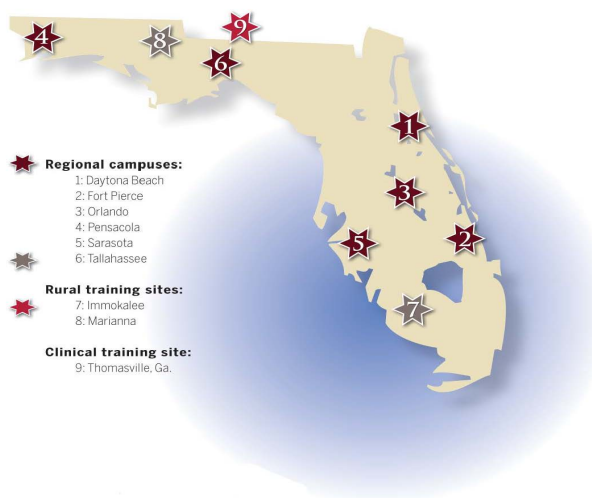 4
8
9
6
1
3
5
2
7
Regional campuses:
1: Daytona Beach
2: Fort Pierce
3: Orlando
4: Pensacola
5: Sarasota
6: Tallahassee
Rural training sites:
7: Immokalee
8: Marianna
Clinical training site:
9: Thomasville, Ga.